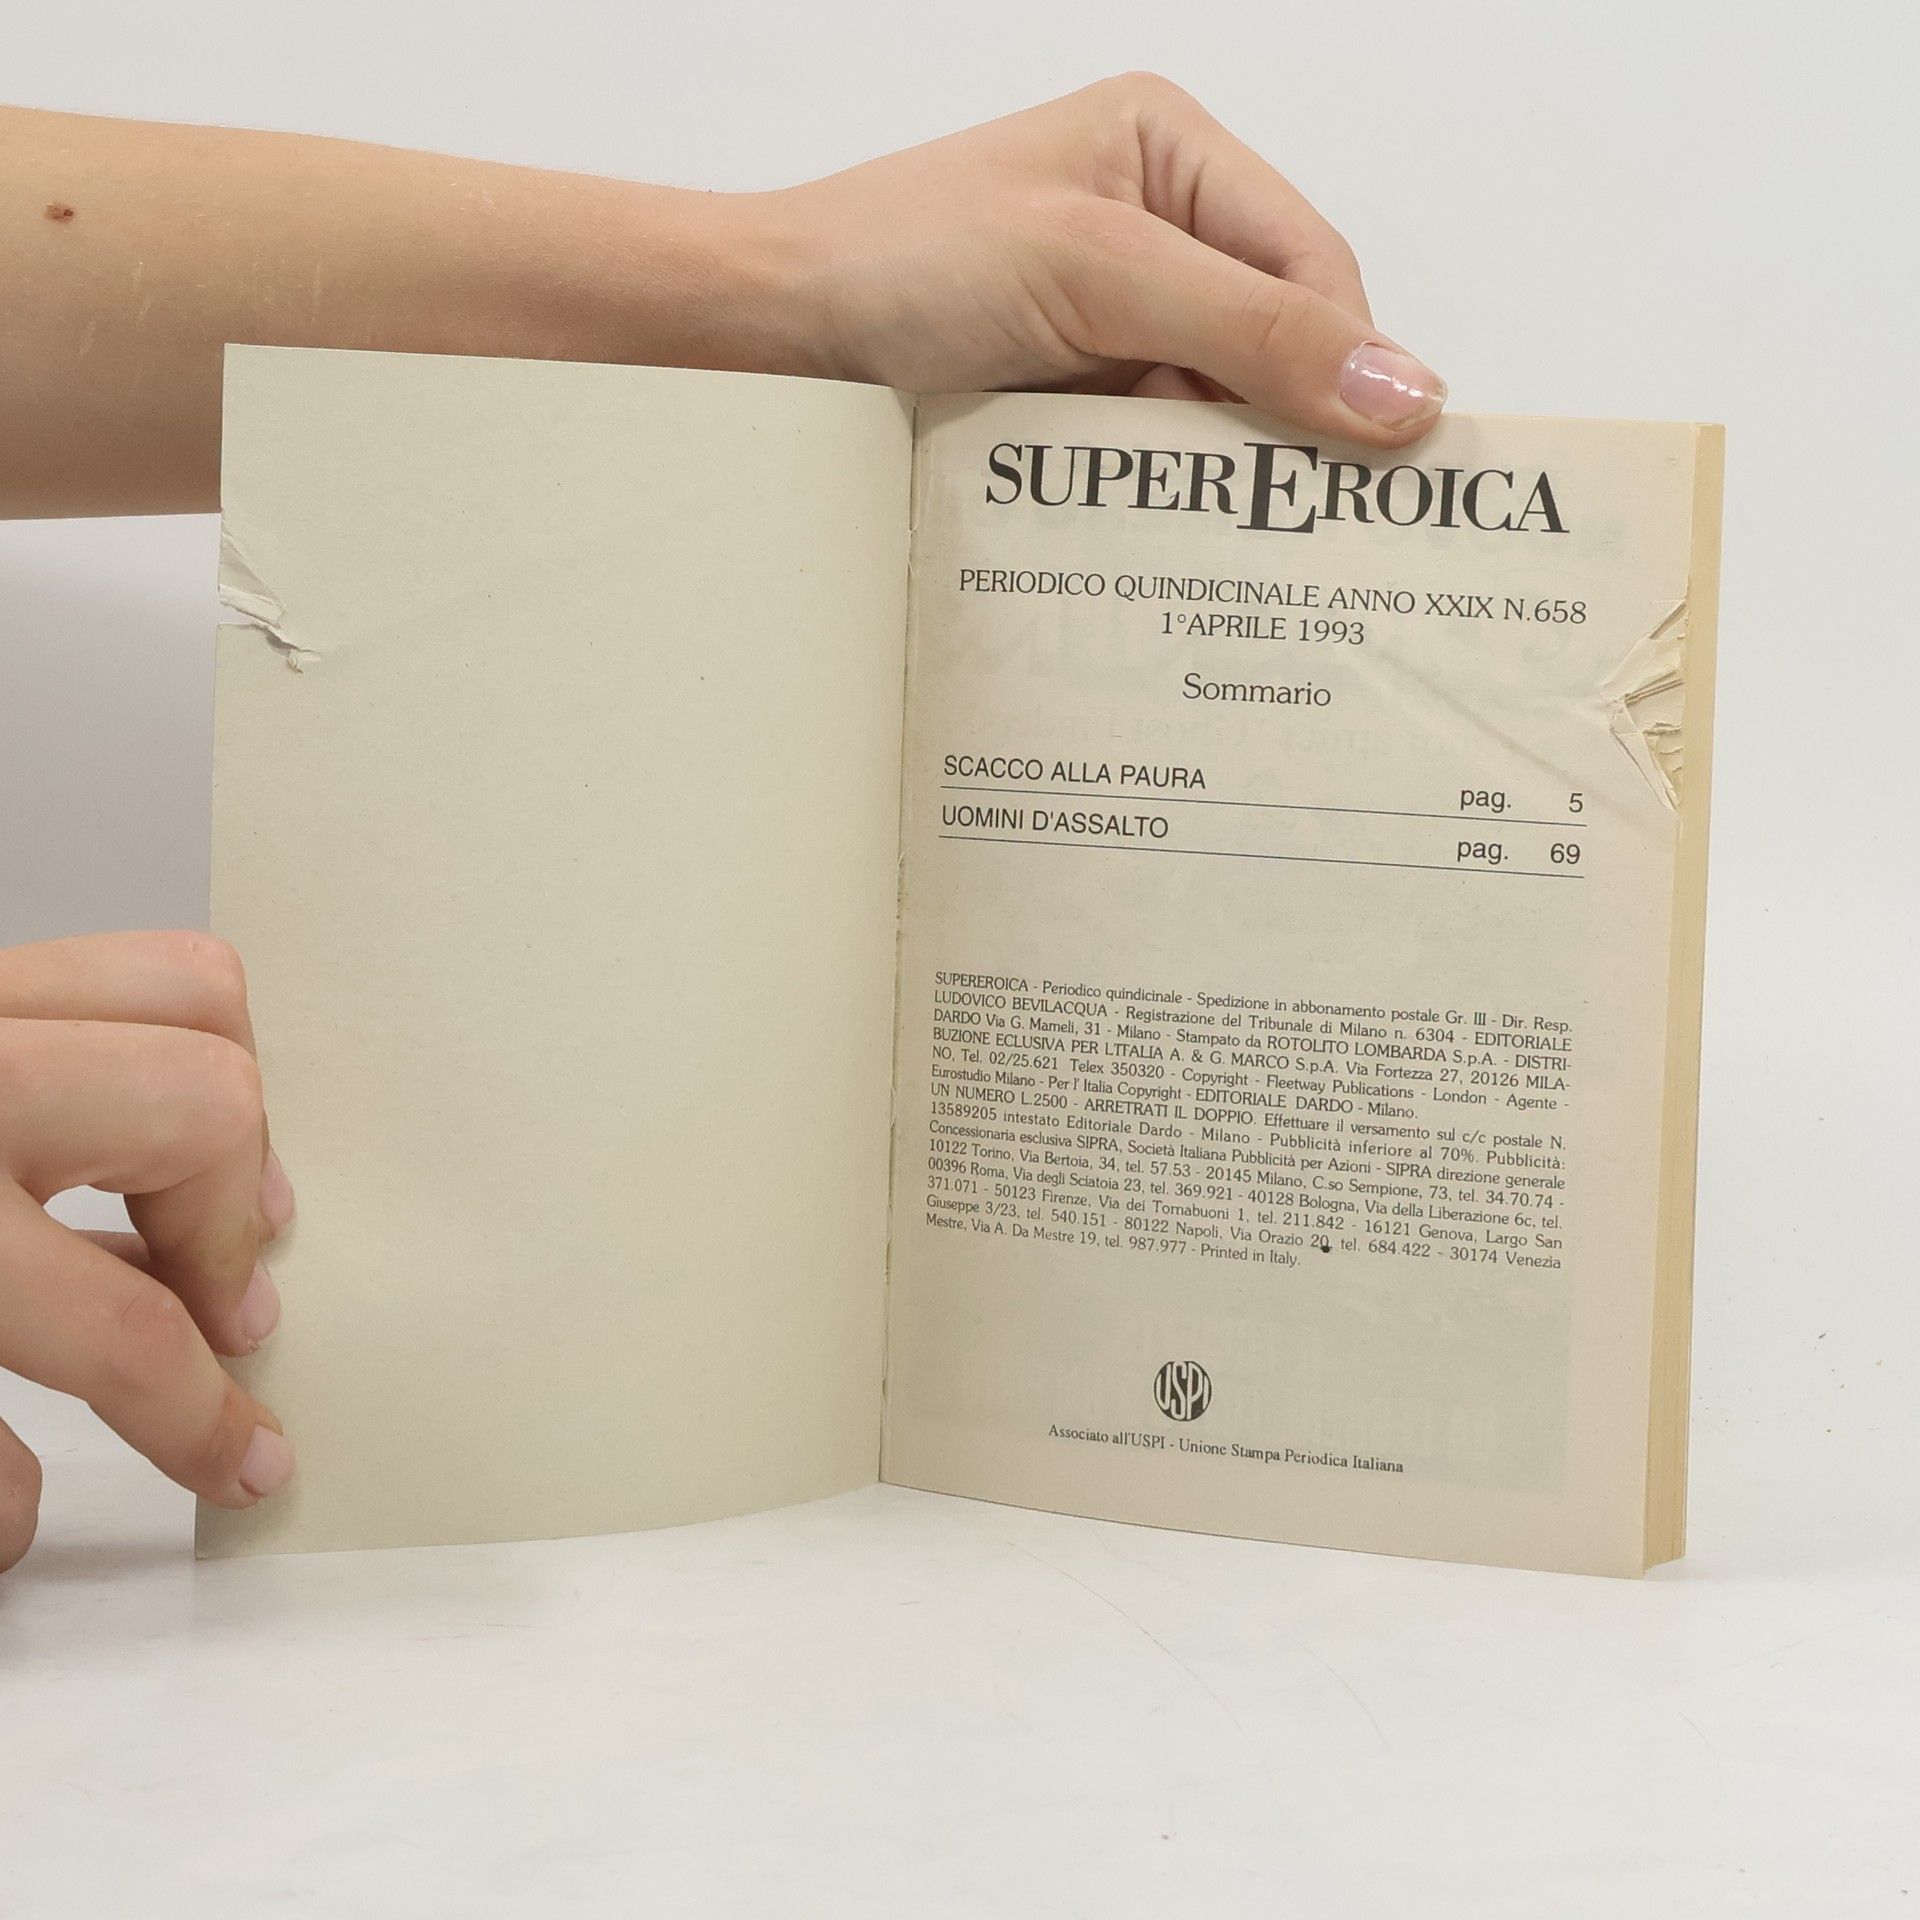 SUPEREROICA
PERIODICO QUINDICINALE ANNO XXIX N.658
1°APRILE 1993
Sommario
SCACCO ALLA PAURA pag. 5
UOMINI D'ASSALTO pag. 69
SUPEREROICA - Periodico quindicinale - Spedizione in abbonamento postale Gr. III - Dir. Resp.
LUDOVICO BEVILACQUA - Registrazione del Tribunale di Milano n. 6304 - EDITORIALE
DARDO Via G. Mameli, 31 - Milano - Stampato da ROTOLITO LOMBARDA S.p.A. - DISTRI-
BUZIONE ECLUSIVA PER L'ITALIA A. & G. MARCO S.p.A. Via Fortezza 27, 20126 MILA-
NO, Tel. 02/25.621 Telex 350320 - Copyright - Fleetway Publications - London - Agente -
Eurostudio Milano - Per l' Italia Copyright - EDITORIALE DARDO - Milano.
UN NUMERO L.2500 - ARRETRATI IL DOPPIO. Effettuare il versamento sul c/c postale N.
13589205 intestato Editoriale Dardo - Milano - Pubblicità inferiore al 70%. Pubblicità:
Concessionaria esclusiva SIPRA, Società Italiana Pubblicità per Azioni - SIPRA direzione generale
10122 Torino, Via Bertoia, 34, tel. 57.53 - 20145 Milano, C.so Sempione, 73, tel. 34.70.74 -
00396 Roma, Via degli Sciatoia 23, tel. 369.921 - 40128 Bologna, Via della Liberazione 6c, tel.
371.071 - 50123 Firenze, Via dei Tornabuoni 1, tel. 211.842 - 16121 Genova, Largo San
Giuseppe 3/23, tel. 540.151 - 80122 Napoli, Via Orazio 20, tel. 684.422 - 30174 Venezia
Mestre, Via A. Da Mestre 19, tel. 987.977 - Printed in Italy.
USPI
Associato all'USPI - Unione Stampa Periodica Italiana